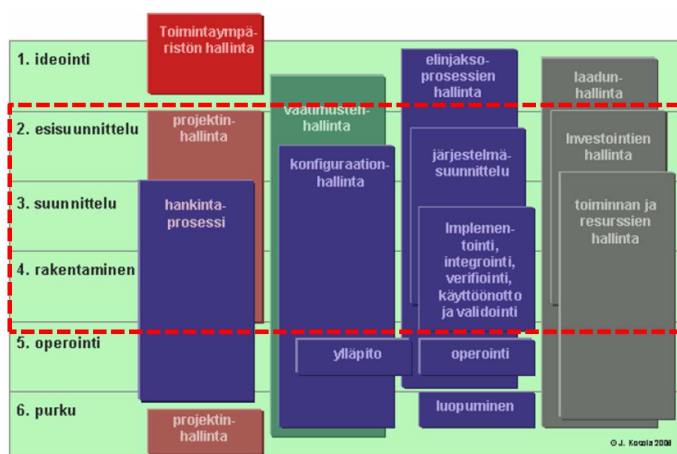 1. ideointi
2. esisuunnittelu
3. suunnittelu
4. rakentaminen
5. operointi
6. purku
Toimintaympä-
ristön hallinta
projektin-
hallinta
hankinta-
prosessi
projektin-
hallinta
vaatimusten-
hallinta
konfiguraation-
hallinta
ylläpito
elinjakso-
prosessien
hallinta
järjestelmä-
suunnittelu
Implemen-
tointi,
integrointi,
verifiointi,
käyttöönotto
ja validointi
operointi
luopuminen
laadun-
hallinta
Investointien
hallinta
toiminnan ja
resurssien
hallinta
© J. Kosola 2008